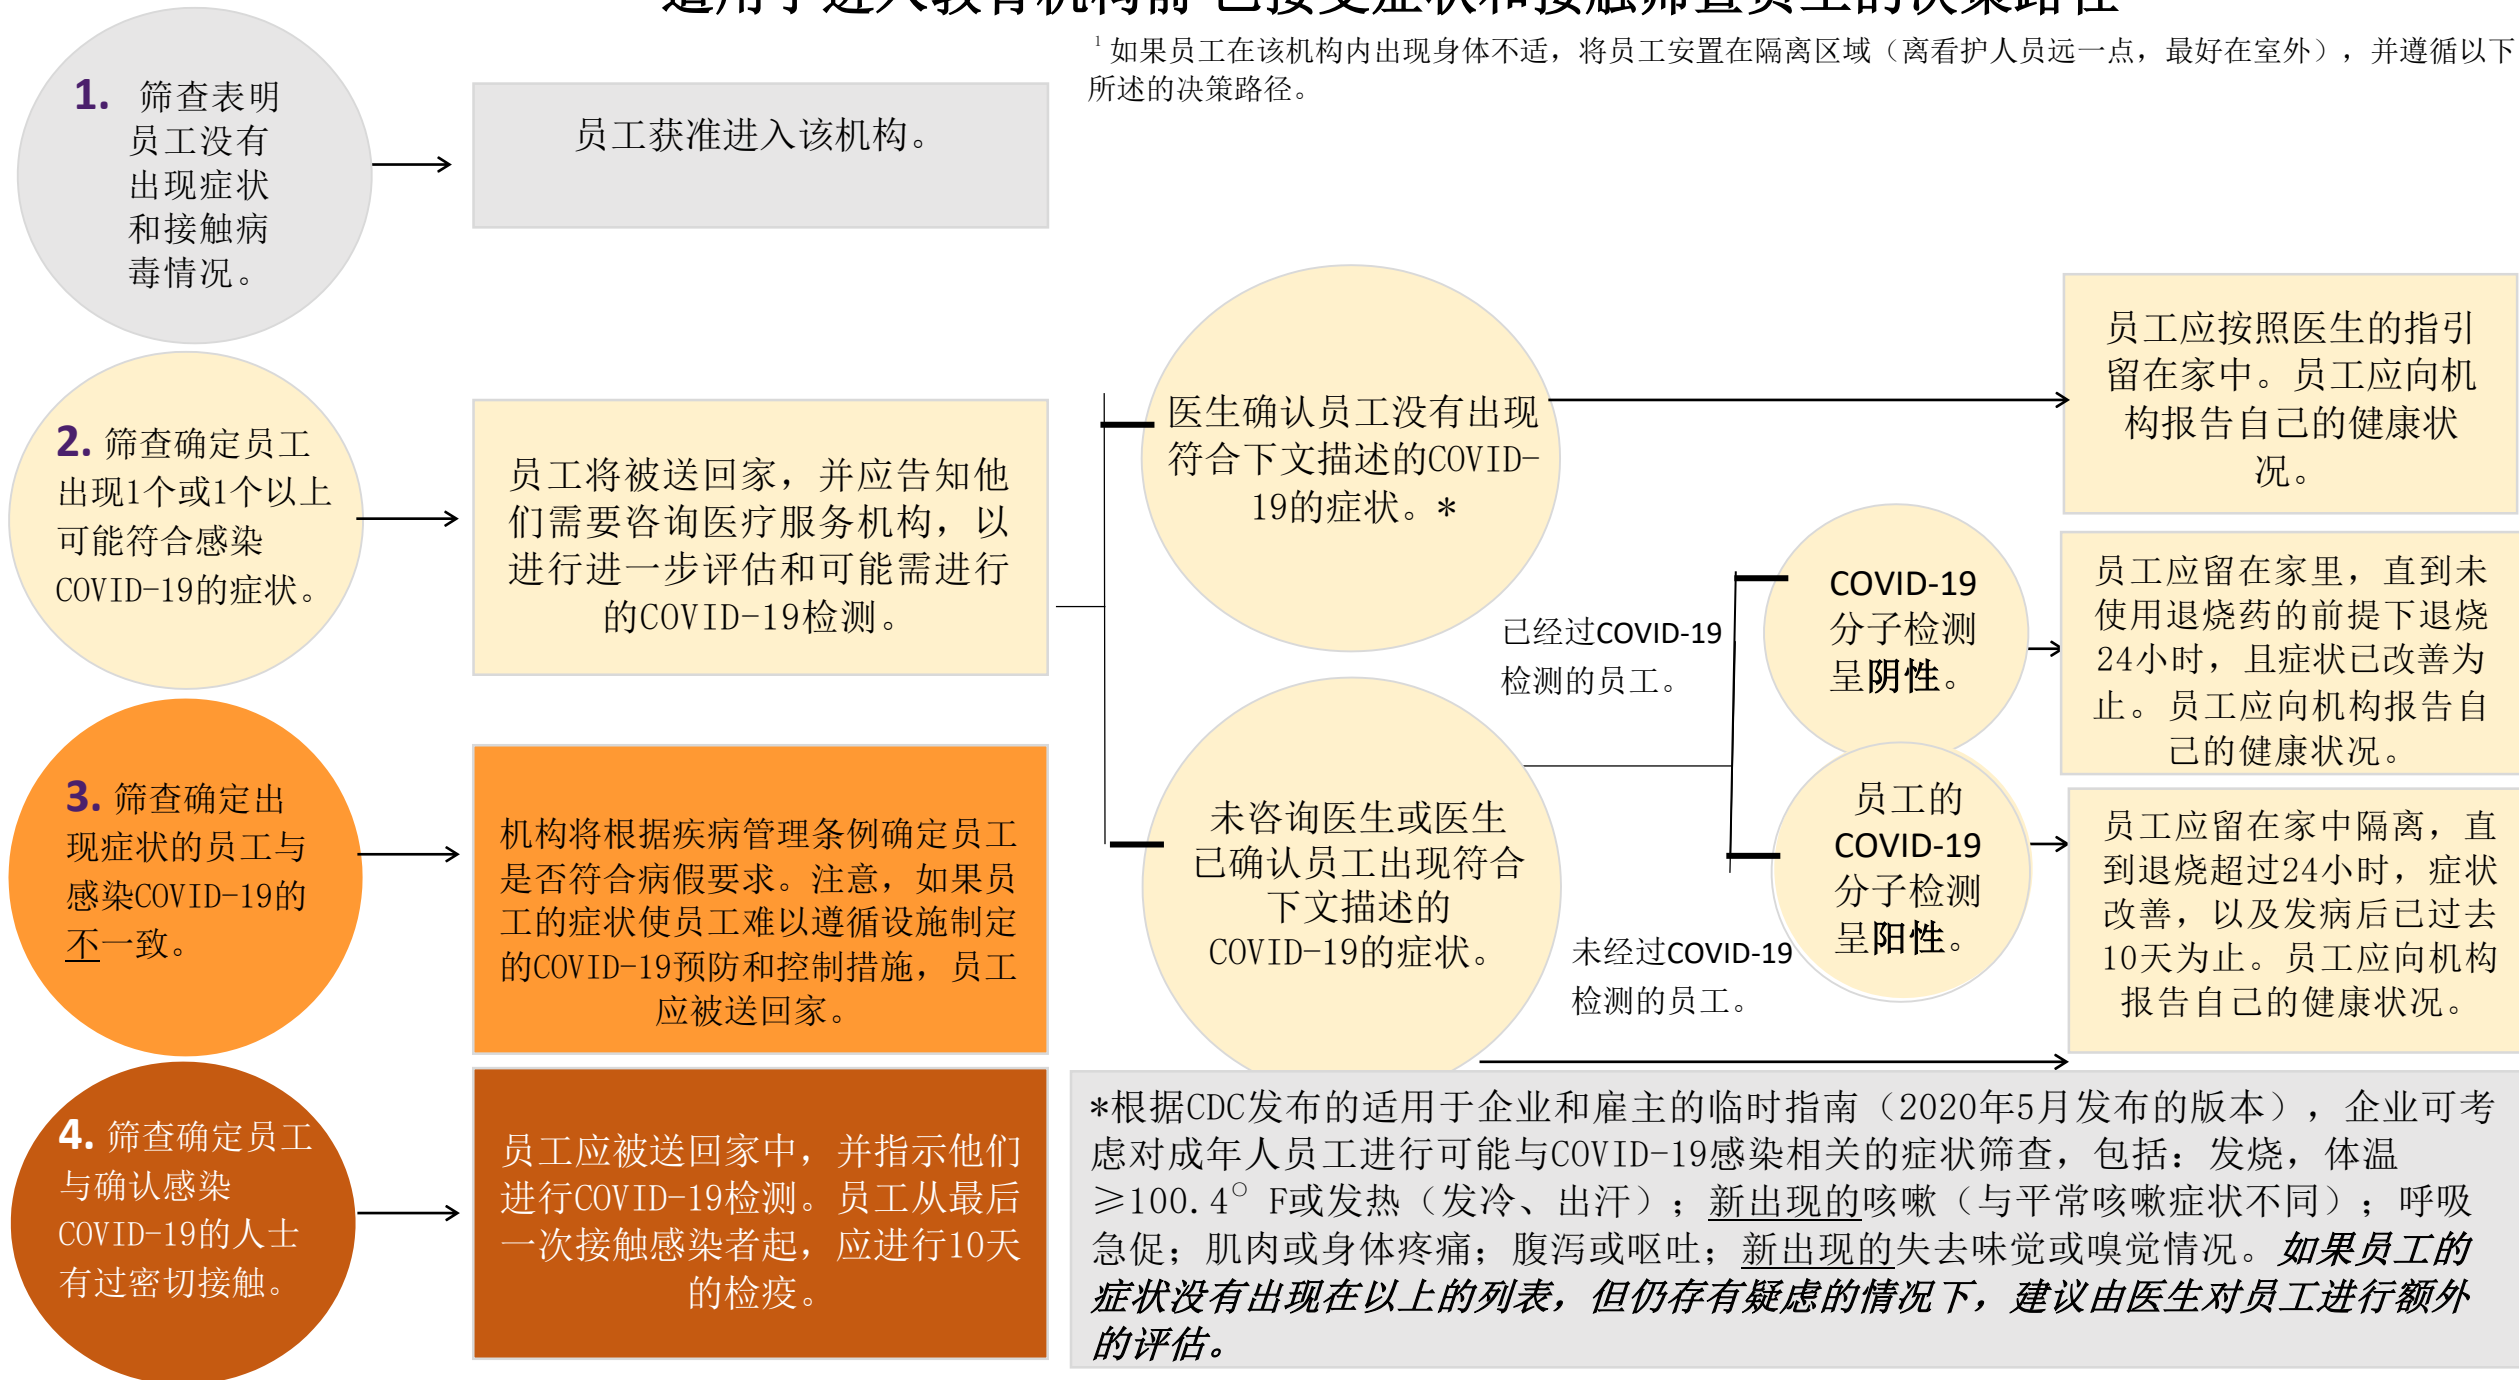 适用于进入教育机构前¹已接受症状和接触筛查员工的决策路径
¹ 如果员工在该机构内出现身体不适，将员工安置在隔离区域（离看护人员远一点，最好在室外），并遵循以下
所述的决策路径。
1. 筛查表明
员工没有
出现症状
和接触病
毒情况。
员工获准进入该机构。
2. 筛查确定员工
出现1个或1个以上
可能符合感染
COVID-19的症状。
员工将被送回家，并应告知他
们需要咨询医疗服务机构，以
进行进一步评估和可能需进行
的COVID-19检测。
医生确认员工没有出现
符合下文描述的COVID-
19的症状。*
员工应按照医生的指引
留在家中。员工应向机
构报告自己的健康状
况。
未咨询医生或医生
已确认员工出现符合
下文描述的
COVID-19的症状。
已经过COVID-19
检测的员工。
COVID-19
分子检测
呈阴性。
员工应留在家里，直到未
使用退烧药的前提下退烧
24小时，且症状已改善为
止。员工应向机构报告自
己的健康状况。
员工的
COVID-19
分子检测
呈阳性。
员工应留在家中隔离，直
到退烧超过24小时，症状
改善，以及发病后已过去
10天为止。员工应向机构
报告自己的健康状况。
未经过COVID-19
检测的员工。
3. 筛查确定出
现症状的员工与
感染COVID-19的
不一致。
机构将根据疾病管理条例确定员工
是否符合病假要求。注意，如果员
工的症状使员工难以遵循设施制定
的COVID-19预防和控制措施，员工
应被送回家。
4. 筛查确定员工
与确认感染
COVID-19的人士
有过密切接触。
员工应被送回家中，并指示他们
进行COVID-19检测。员工从最后
一次接触感染者起，应进行10天
的检疫。
*根据CDC发布的适用于企业和雇主的临时指南（2020年5月发布的版本），企业可考
虑对成年人员工进行可能与COVID-19感染相关的症状筛查，包括：发烧，体温
≥100.4° F或发热（发冷、出汗）；新出现的咳嗽（与平常咳嗽症状不同）；呼吸
急促；肌肉或身体疼痛；腹泻或呕吐；新出现的失去味觉或嗅觉情况。如果员工的
症状没有出现在以上的列表，但仍存有疑虑的情况下，建议由医生对员工进行额外
的评估。